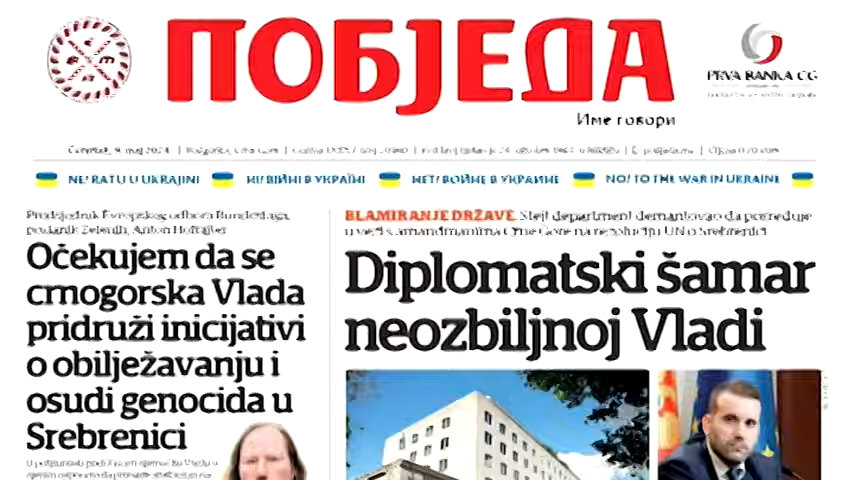 ПОБЈЕДА
PRVA BANKA CG
Име говори
NE! RATU U UKRAJINI
НІ! ВІЙНІ В УКРАЇНІ
НЕТ! ВОЙНЕ В УКРАИНЕ
NO! TO THE WAR IN UKRAINE
Predsjednik Evropskog odbora Bundestaga,
poslanik Zelenih, Anton Hofrajter
Očekujem da se
crnogorska Vlada
pridruži inicijativi
o obilježavanju i
osudi genocida u
Srebrenici
BLAMIRANJE DRŽAVE Stejt department demantovao da posreduje
u vezi s amandmanima Crne Gore na rezoluciju UN o Srebrenici
Diplomatski šamar
neozbiljnoj Vladi